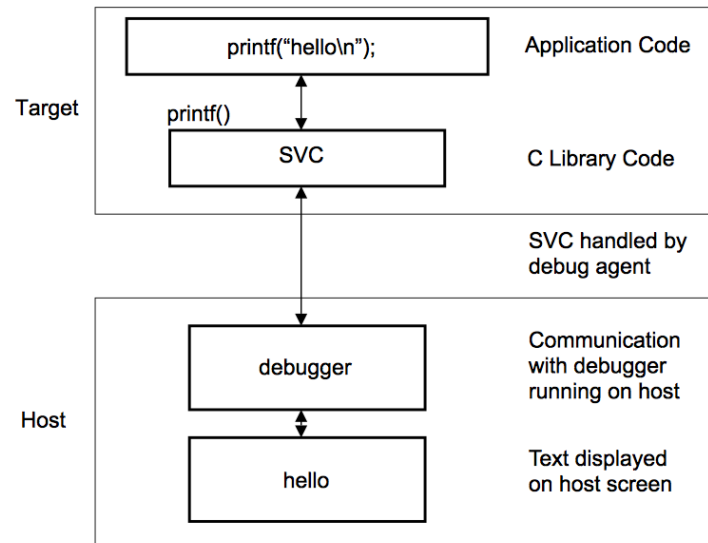 printf(“hello\n”);
Application Code
Target
printf()
SVC
C Library Code
SVC handled by
debug agent
debugger
Communication
with debugger
running on host
Host
hello
Text displayed
on host screen